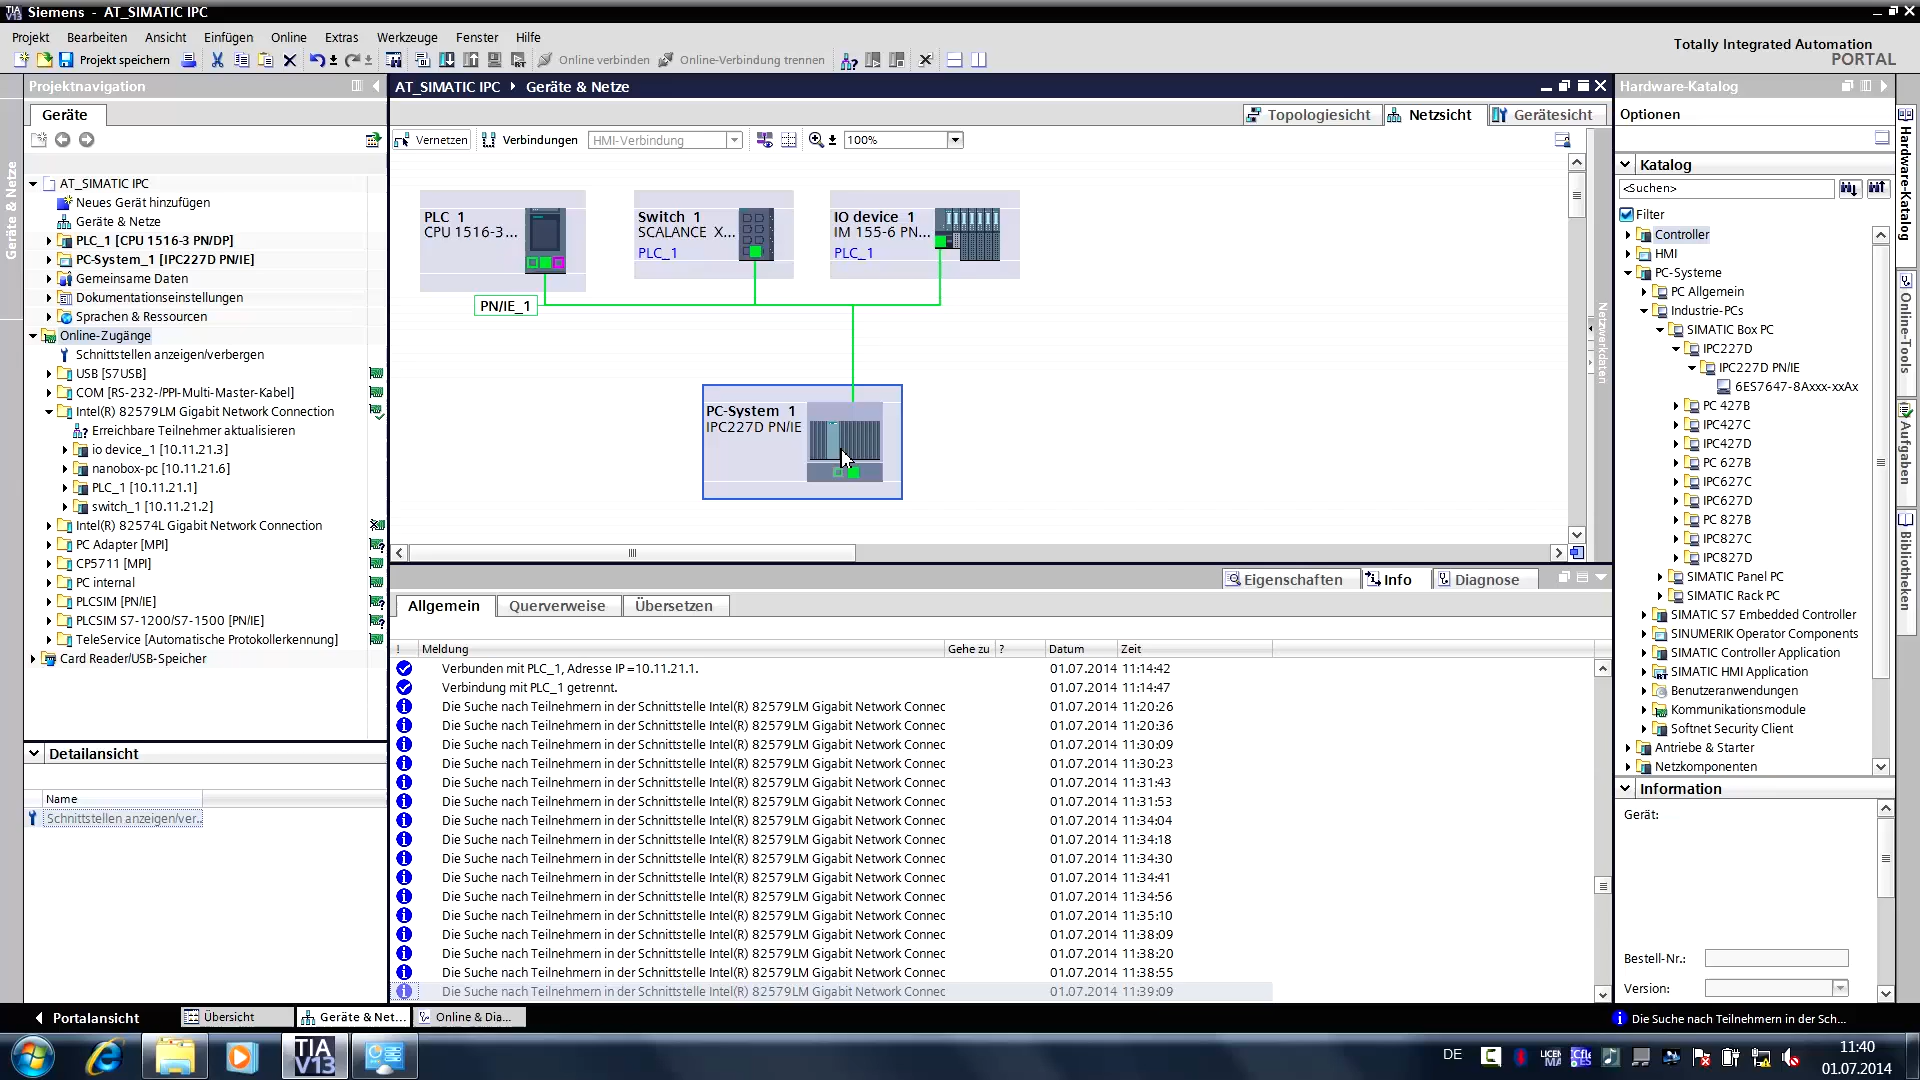 TIA V13 Siemens - AT_SIMATIC IPC
Projekt Bearbeiten Ansicht Einfügen Online Extras Werkzeuge Fenster Hilfe
Totally Integrated Automation
PORTAL
Projekt speichern Online verbinden Online-Verbindung trennen
Projektnavigation
Geräte
Geräte & Netze
AT_SIMATIC IPC
Neues Gerät hinzufügen
Geräte & Netze
PLC_1 [CPU 1516-3 PN/DP]
PC-System_1 [IPC227D PN/IE]
Gemeinsame Daten
Dokumentationseinstellungen
Sprachen & Ressourcen
Online-Zugänge
Schnittstellen anzeigen/verbergen
USB [S7USB]
COM [RS-232-/PPI-Multi-Master-Kabel]
Intel(R) 82579LM Gigabit Network Connection
Erreichbare Teilnehmer aktualisieren
io device_1 [10.11.21.3]
nanobox-pc [10.11.21.6]
PLC_1 [10.11.21.1]
switch_1 [10.11.21.2]
Intel(R) 82574L Gigabit Network Connection
PC Adapter [MPI]
CP5711 [MPI]
PC internal
PLCSIM [PN/IE]
PLCSIM S7-1200/S7-1500 [PN/IE]
TeleService [Automatische Protokollerkennung]
Card Reader/USB-Speicher
Detailansicht
Name
Schnittstellen anzeigen/ver..
AT_SIMATIC IPC Geräte & Netze
Topologiesicht Netzsicht Gerätesicht
Vernetzen Verbindungen HMI-Verbindung 100%
PLC_1
CPU 1516-3...
Switch_1
SCALANCE X...
PLC_1
IO device_1
IM 155-6 PN...
PLC_1
PN/IE_1
PC-System_1
IPC227D PN/IE
Netzwerkdaten
Eigenschaften Info Diagnose
Allgemein Querverweise Übersetzen
! Meldung Gehe zu ? Datum Zeit
Verbunden mit PLC_1, Adresse IP=10.11.21.1. 01.07.2014 11:14:42
Verbindung mit PLC_1 getrennt. 01.07.2014 11:14:47
Die Suche nach Teilnehmern in der Schnittstelle Intel(R) 82579LM Gigabit Network Connec 01.07.2014 11:20:26
Die Suche nach Teilnehmern in der Schnittstelle Intel(R) 82579LM Gigabit Network Connec 01.07.2014 11:20:36
Die Suche nach Teilnehmern in der Schnittstelle Intel(R) 82579LM Gigabit Network Connec 01.07.2014 11:30:09
Die Suche nach Teilnehmern in der Schnittstelle Intel(R) 82579LM Gigabit Network Connec 01.07.2014 11:30:23
Die Suche nach Teilnehmern in der Schnittstelle Intel(R) 82579LM Gigabit Network Connec 01.07.2014 11:31:43
Die Suche nach Teilnehmern in der Schnittstelle Intel(R) 82579LM Gigabit Network Connec 01.07.2014 11:31:53
Die Suche nach Teilnehmern in der Schnittstelle Intel(R) 82579LM Gigabit Network Connec 01.07.2014 11:34:04
Die Suche nach Teilnehmern in der Schnittstelle Intel(R) 82579LM Gigabit Network Connec 01.07.2014 11:34:18
Die Suche nach Teilnehmern in der Schnittstelle Intel(R) 82579LM Gigabit Network Connec 01.07.2014 11:34:30
Die Suche nach Teilnehmern in der Schnittstelle Intel(R) 82579LM Gigabit Network Connec 01.07.2014 11:34:41
Die Suche nach Teilnehmern in der Schnittstelle Intel(R) 82579LM Gigabit Network Connec 01.07.2014 11:34:56
Die Suche nach Teilnehmern in der Schnittstelle Intel(R) 82579LM Gigabit Network Connec 01.07.2014 11:35:10
Die Suche nach Teilnehmern in der Schnittstelle Intel(R) 82579LM Gigabit Network Connec 01.07.2014 11:38:09
Die Suche nach Teilnehmern in der Schnittstelle Intel(R) 82579LM Gigabit Network Connec 01.07.2014 11:38:20
Die Suche nach Teilnehmern in der Schnittstelle Intel(R) 82579LM Gigabit Network Connec 01.07.2014 11:38:55
Die Suche nach Teilnehmern in der Schnittstelle Intel(R) 82579LM Gigabit Network Connec 01.07.2014 11:39:09
Hardware-Katalog
Optionen
Katalog
<Suchen>
Filter
Controller
HMI
PC-Systeme
PC Allgemein
Industrie-PCs
SIMATIC Box PC
IPC227D
IPC227D PN/IE
6ES7647-8Axxx-xxAx
PC 427B
IPC427C
IPC427D
PC 627B
IPC627C
IPC627D
PC 827B
IPC827C
IPC827D
SIMATIC Panel PC
SIMATIC Rack PC
SIMATIC S7 Embedded Controller
SINUMERIK Operator Components
SIMATIC Controller Application
SIMATIC HMI Application
Benutzeranwendungen
Kommunikationsmodule
Softnet Security Client
Antriebe & Starter
Netzkomponenten
Information
Gerät:
Bestell-Nr.:
Version:
Hardware-Katalog
Online-Tools
Aufgaben
Bibliotheken
Portalansicht Übersicht Geräte & Net... Online & Dia... Die Suche nach Teilnehmern in der Sch...
TIA V13
DE
11:40
01.07.2014